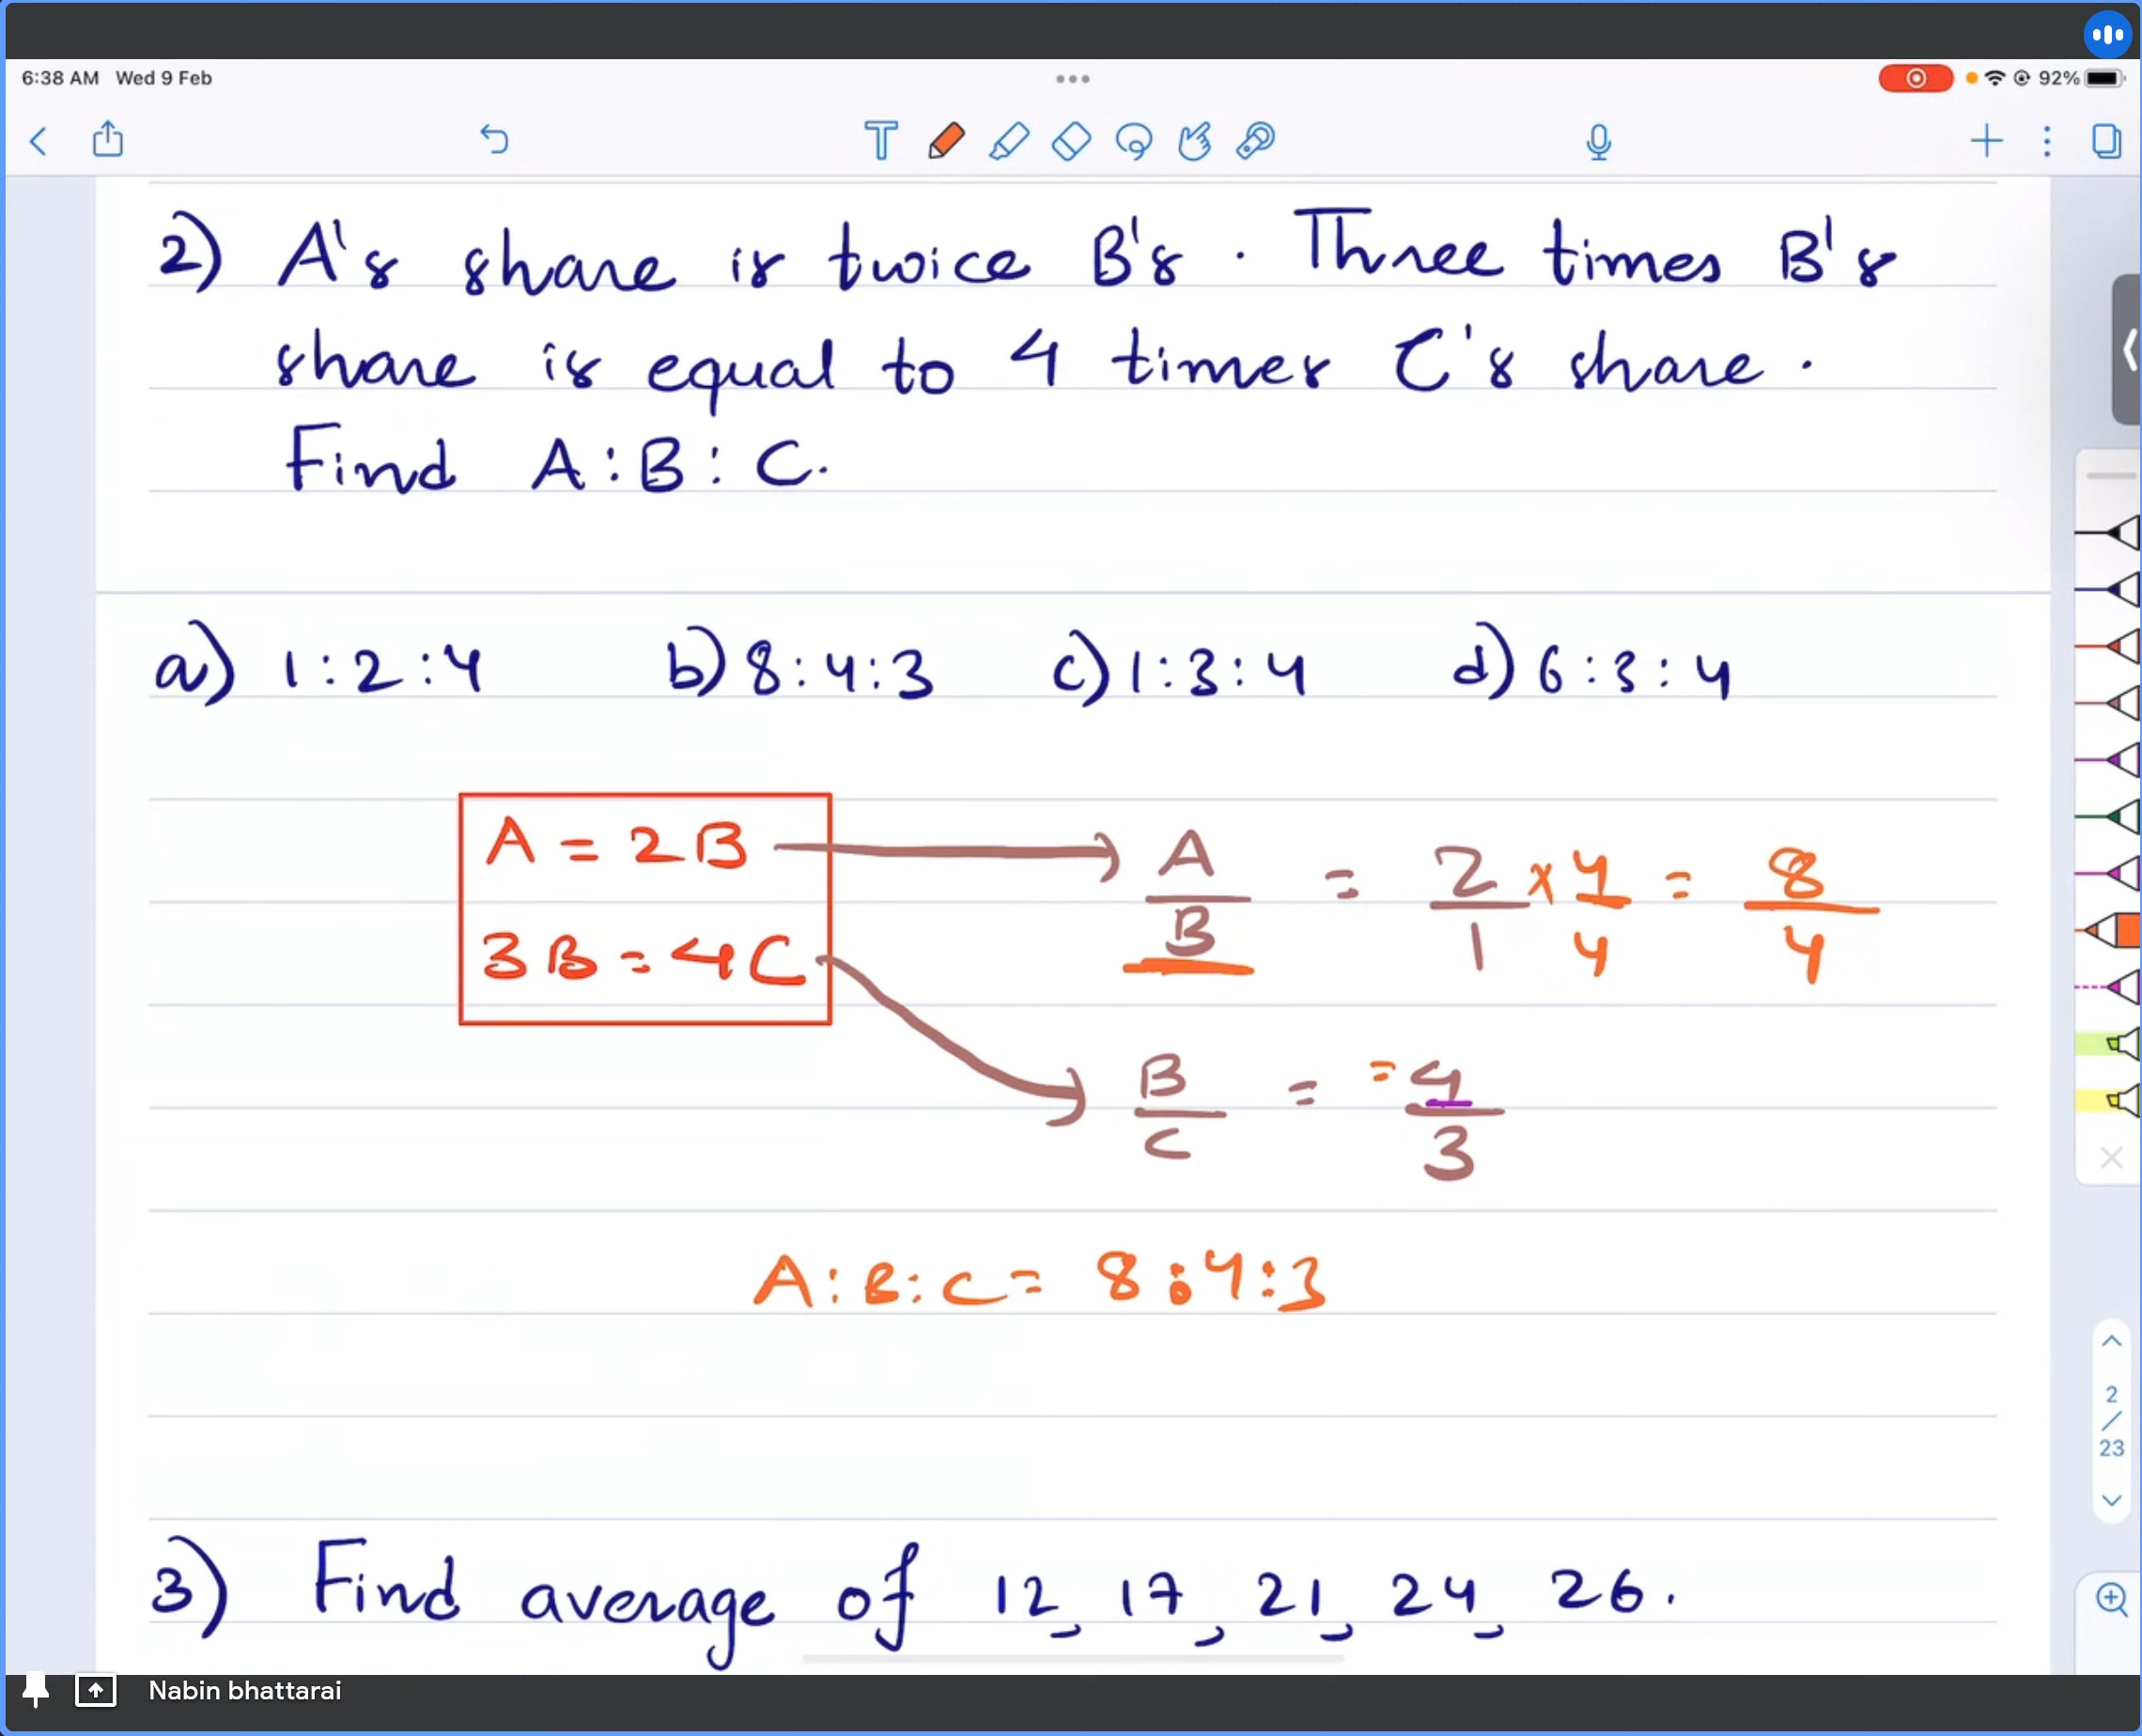 6:38 AM Wed 9 Feb
92%
2) A's share is twice B's. Three times B's
share is equal to 4 times C's share.
Find A:B:C.
a) 1:2:4 b) 8:4:3 c) 1:3:4 d) 6:3:4
A = 2B → A/B = 2/1 × 4/4 = 8/4
3B = 4C → B/C = = 4/3
A:B:C = 8:4:3
2/23
3) Find average of 12, 17, 21, 24, 26.
Nabin bhattarai